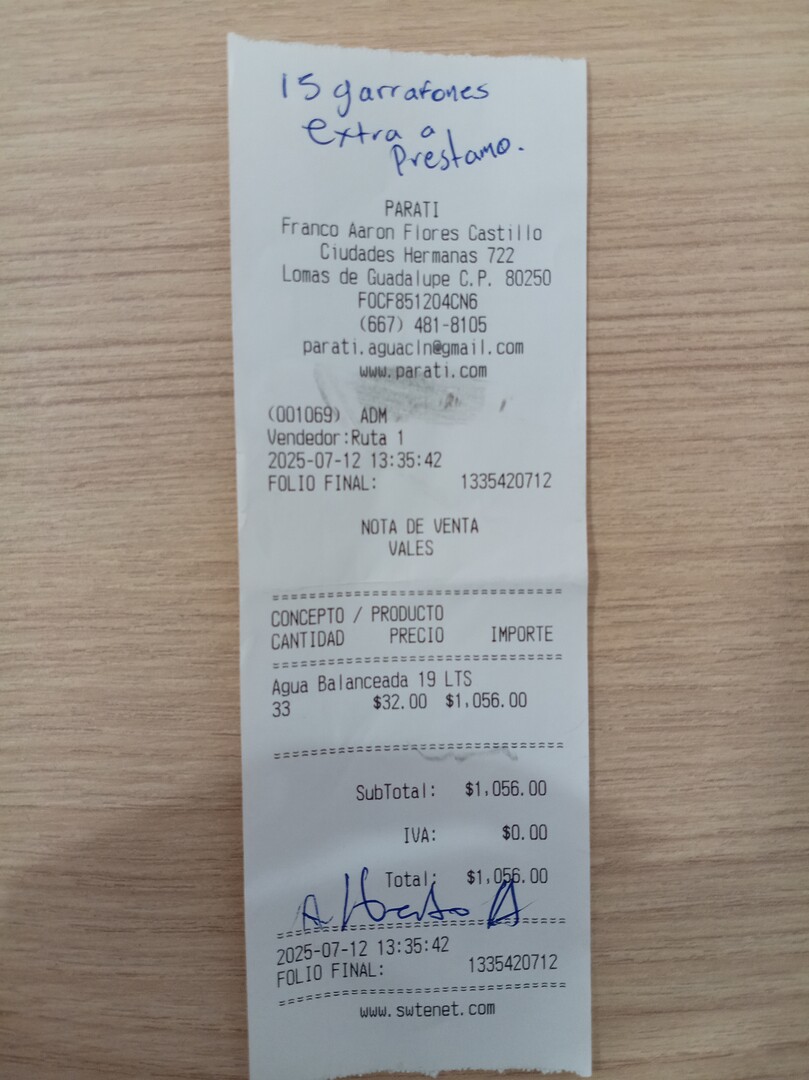 15 garrafones
extra a
Prestamo.
PARATI
Franco Aaron Flores Castillo
Ciudades Hermanas 722
Lomas de Guadalupe C.P. 80250
FOCF851204CN6
(667) 481-8105
parati.aguacln@gmail.com
www.parati.com
(001069) ADM
Vendedor:Ruta 1
2025-07-12 13:35:42
FOLIO FINAL: 1335420712
NOTA DE VENTA
VALES
CONCEPTO / PRODUCTO
CANTIDAD PRECIO IMPORTE
Agua Balanceada 19 LTS
33 $32.00 $1,056.00
SubTotal: $1,056.00
IVA: $0.00
Total: $1,056.00
Alberto A
2025-07-12 13:35:42
FOLIO FINAL: 1335420712
www.swtenet.com